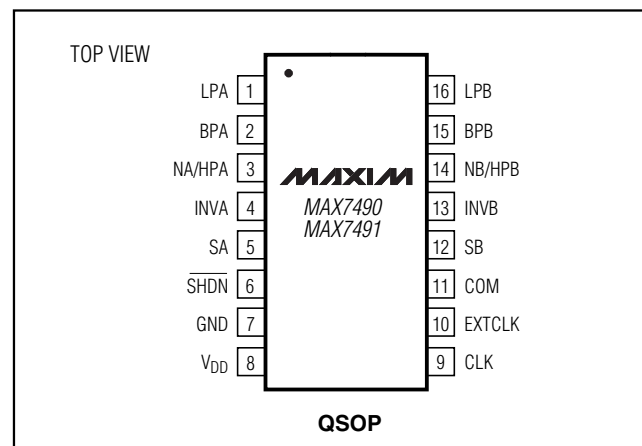 TOP VIEW
LPA 1
BPA 2
NA/HPA 3
INVA 4
SA 5
S̅H̅D̅N̅ 6
GND 7
VDD 8
MAXIM
MAX7490
MAX7491
16 LPB
15 BPB
14 NB/HPB
13 INVB
12 SB
11 COM
10 EXTCLK
9 CLK
QSOP